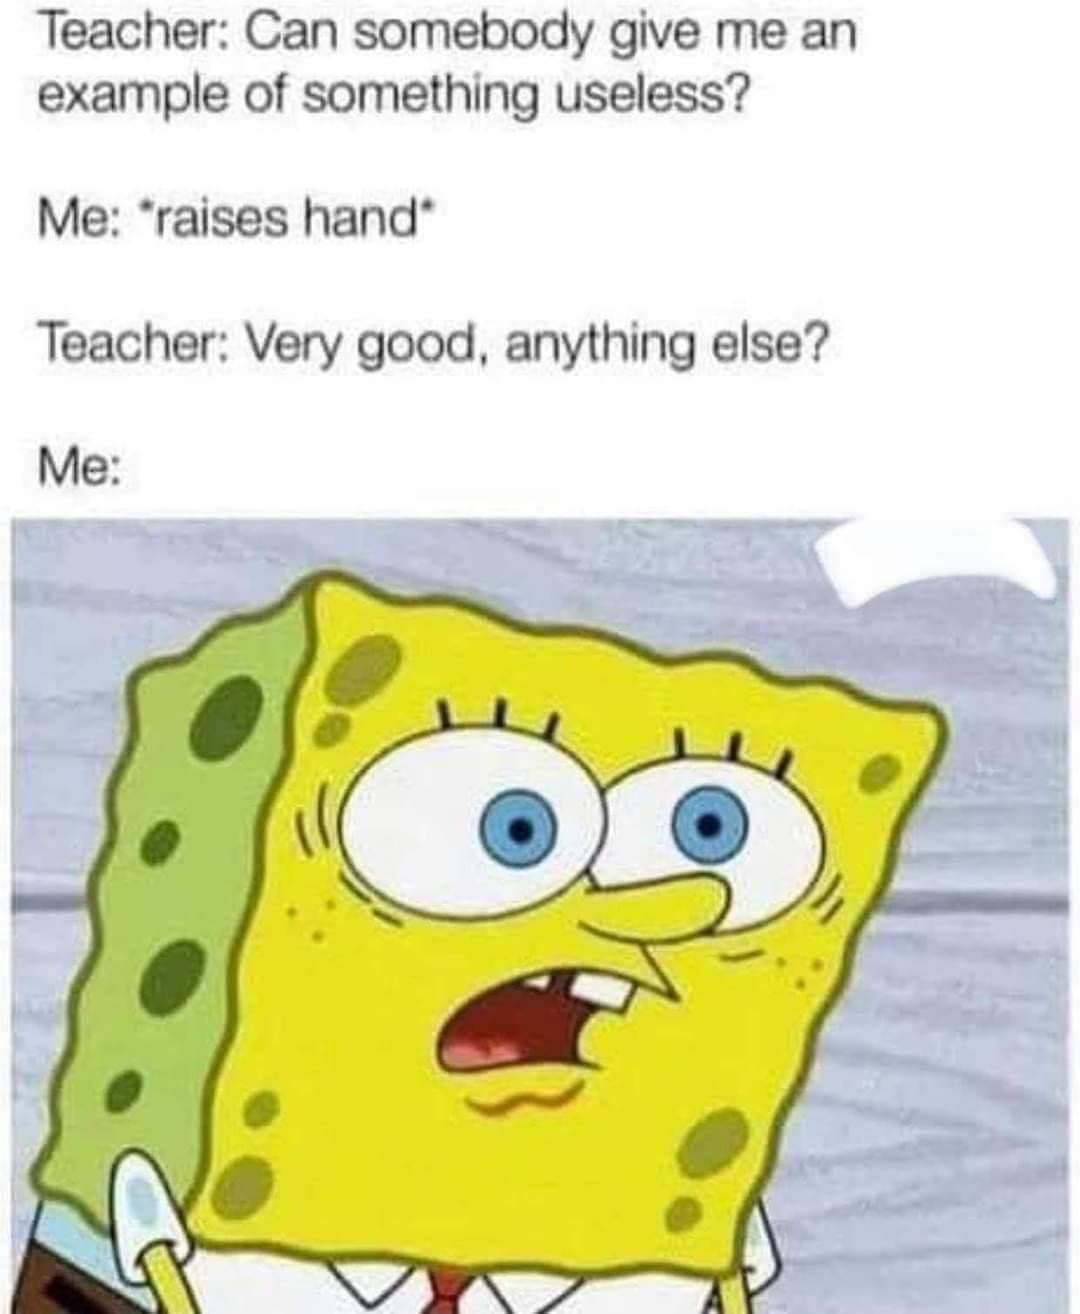 Teacher: Can somebody give me an
example of something useless?
Me: *raises hand*
Teacher: Very good, anything else?
Me: